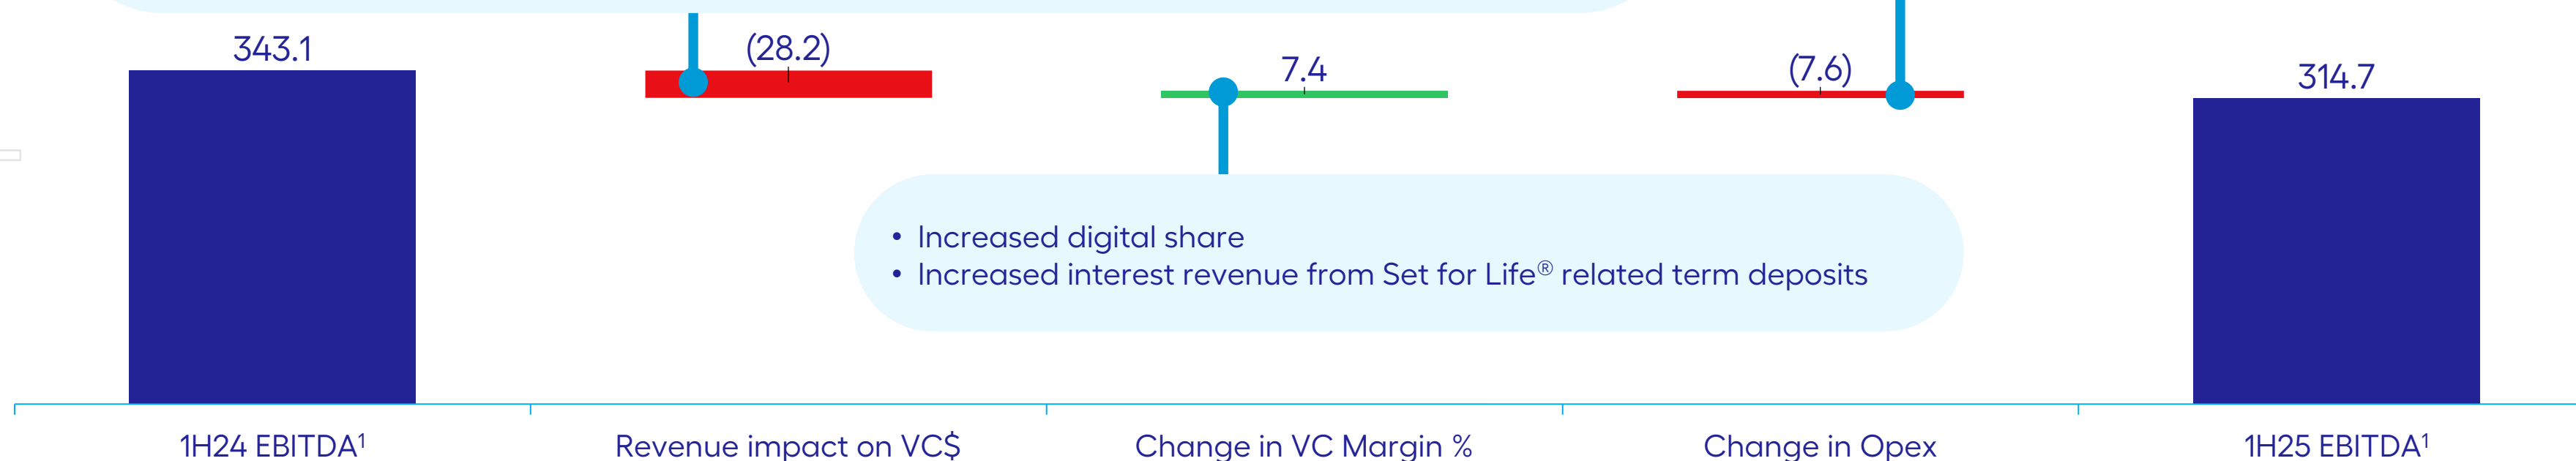 343.1
(28.2)
7.4
(7.6)
314.7
• Increased digital share
• Increased interest revenue from Set for Life® related term deposits
1H24 EBITDA¹
Revenue impact on VC$
Change in VC Margin %
Change in Opex
1H25 EBITDA¹